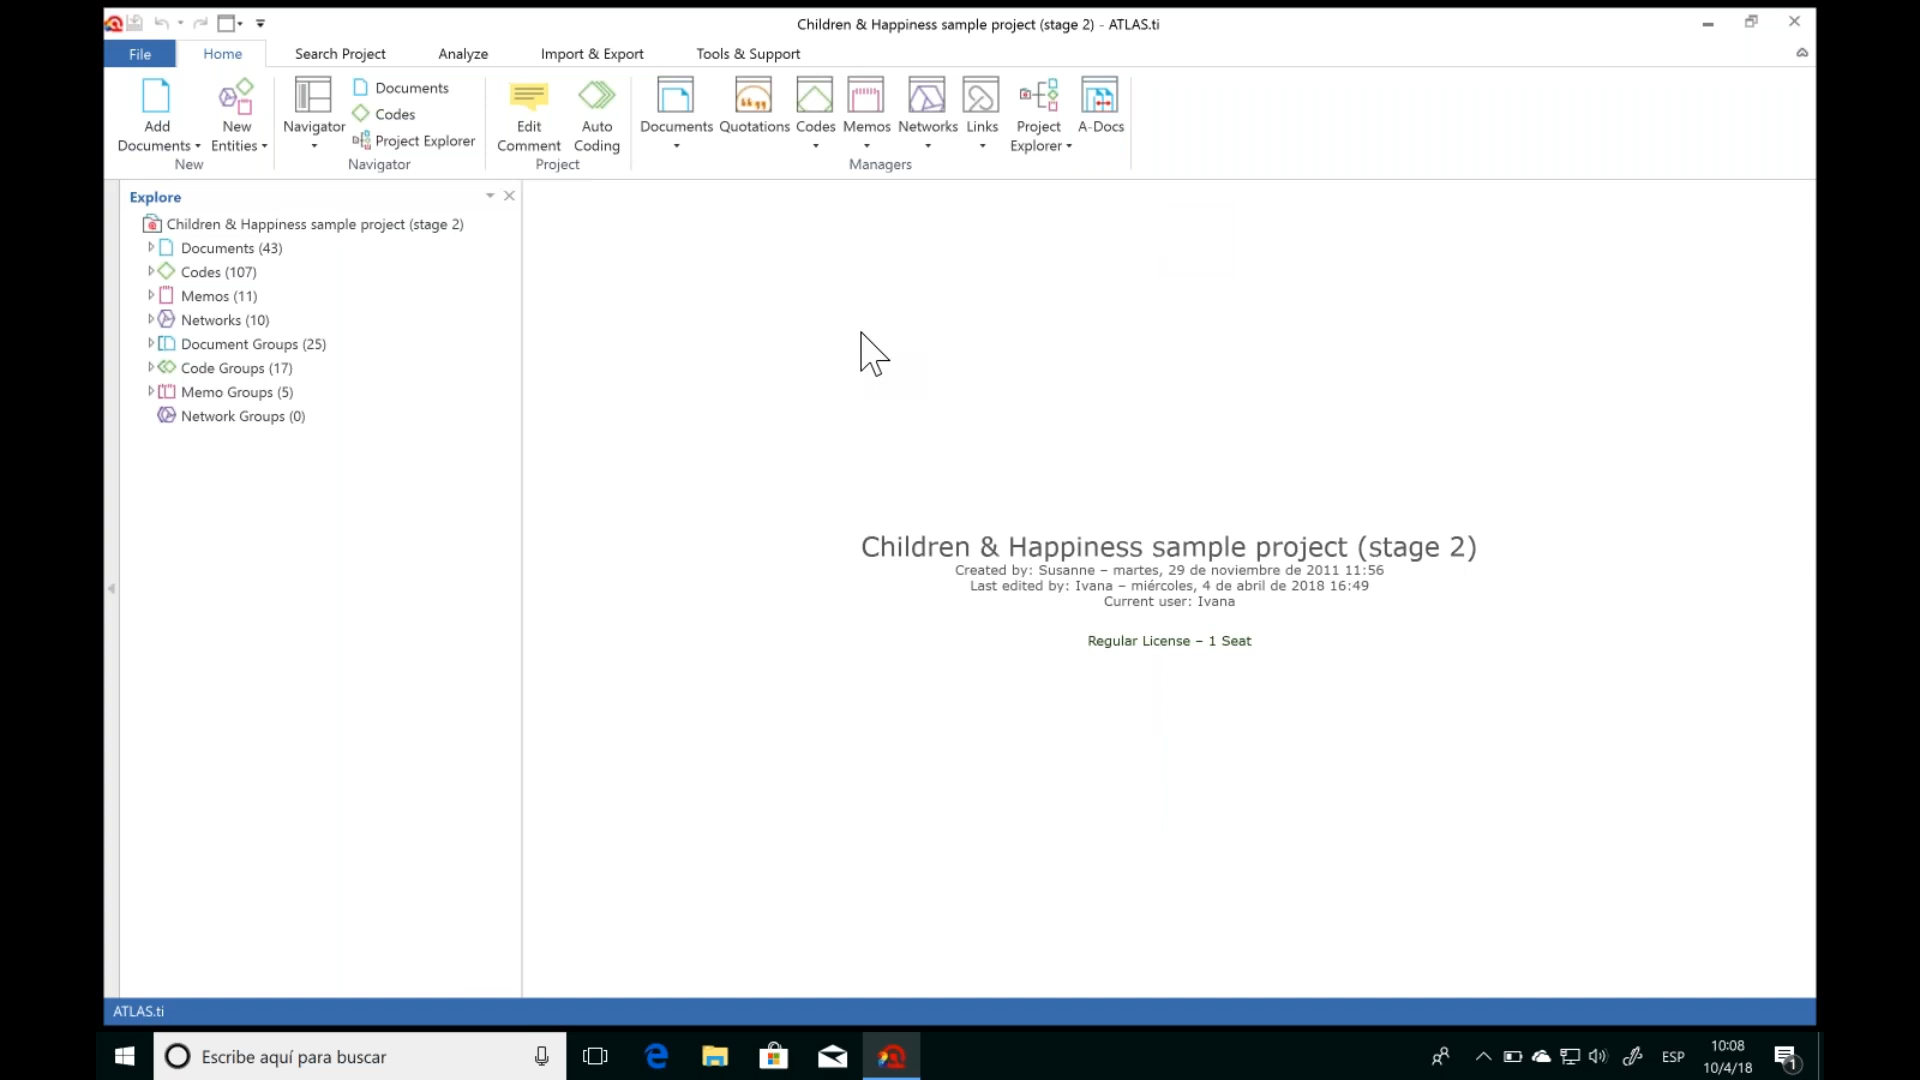 Children & Happiness sample project (stage 2) - ATLAS.ti
File Home Search Project Analyze Import & Export Tools & Support
Add Documents
New Entities
New
Navigator
Documents
Codes
Project Explorer
Navigator
Edit Comment
Auto Coding
Project
Documents
Quotations
Codes
Memos
Networks
Links
Project Explorer
A-Docs
Managers
Explore
Children & Happiness sample project (stage 2)
Documents (43)
Codes (107)
Memos (11)
Networks (10)
Document Groups (25)
Code Groups (17)
Memo Groups (5)
Network Groups (0)
Children & Happiness sample project (stage 2)
Created by: Susanne – martes, 29 de noviembre de 2011 11:56
Last edited by: Ivana – miércoles, 4 de abril de 2018 16:49
Current user: Ivana
Regular License – 1 Seat
ATLAS.ti
Escribe aquí para buscar
ESP
10:08
10/4/18
1